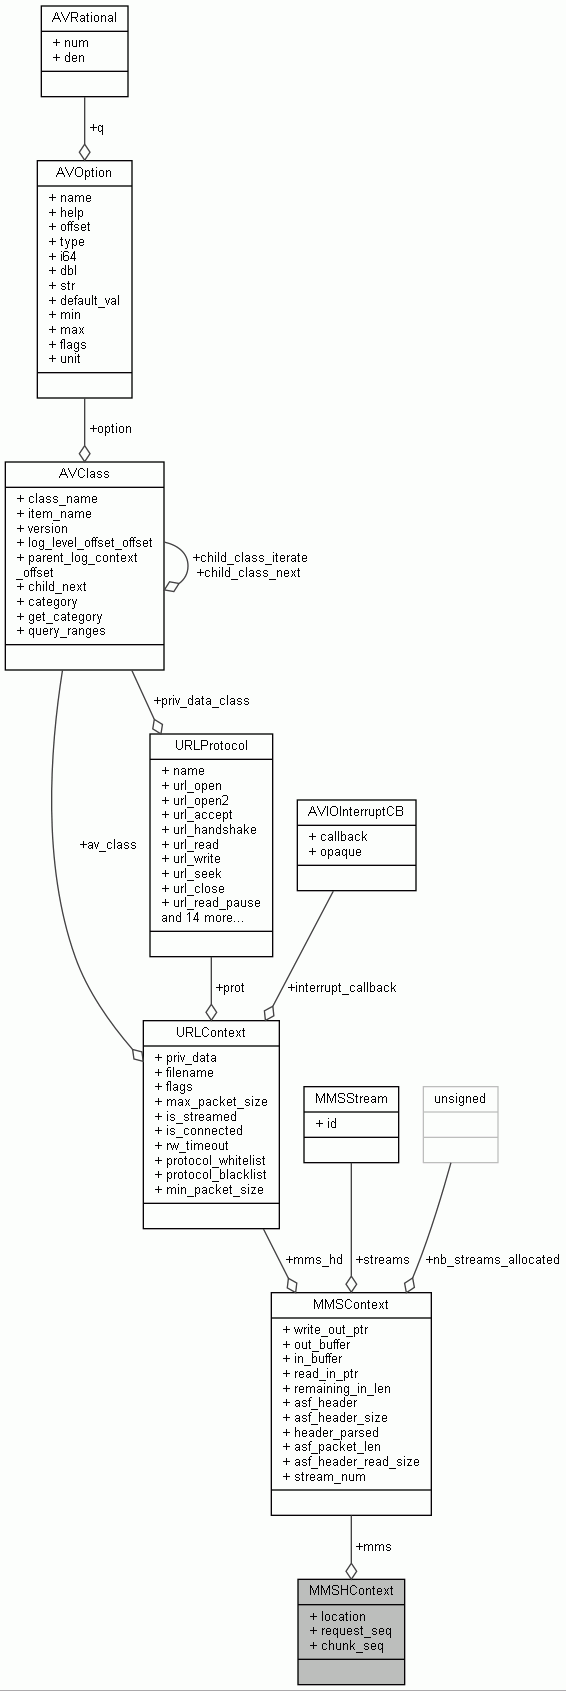 AVRational
+ num
+ den
+q
AVOption
+ name
+ help
+ offset
+ type
+ i64
+ dbl
+ str
+ default_val
+ min
+ max
+ flags
+ unit
+option
AVClass
+ class_name
+ item_name
+ version
+ log_level_offset_offset
+ parent_log_context
_offset
+ child_next
+ category
+ get_category
+ query_ranges
+child_class_iterate
+child_class_next
+priv_data_class
URLProtocol
+ name
+ url_open
+ url_open2
+ url_accept
+ url_handshake
+ url_read
+ url_write
+ url_seek
+ url_close
+ url_read_pause
and 14 more...
+av_class
AVIOInterruptCB
+ callback
+ opaque
+prot
+interrupt_callback
URLContext
+ priv_data
+ filename
+ flags
+ max_packet_size
+ is_streamed
+ is_connected
+ rw_timeout
+ protocol_whitelist
+ protocol_blacklist
+ min_packet_size
MMSStream
+ id
unsigned
+mms_hd
+streams
+nb_streams_allocated
MMSContext
+ write_out_ptr
+ out_buffer
+ in_buffer
+ read_in_ptr
+ remaining_in_len
+ asf_header
+ asf_header_size
+ header_parsed
+ asf_packet_len
+ asf_header_read_size
+ stream_num
+mms
MMSHContext
+ location
+ request_seq
+ chunk_seq